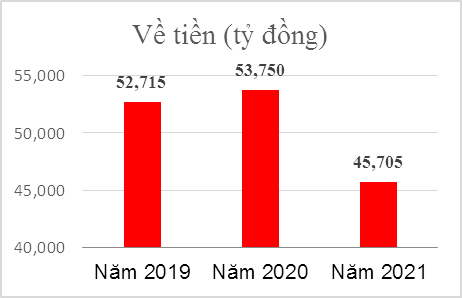 Về tiền (tỷ đồng)
55,000
50,000
45,000
40,000
52,715
53,750
45,705
Năm 2019
Năm 2020
Năm 2021